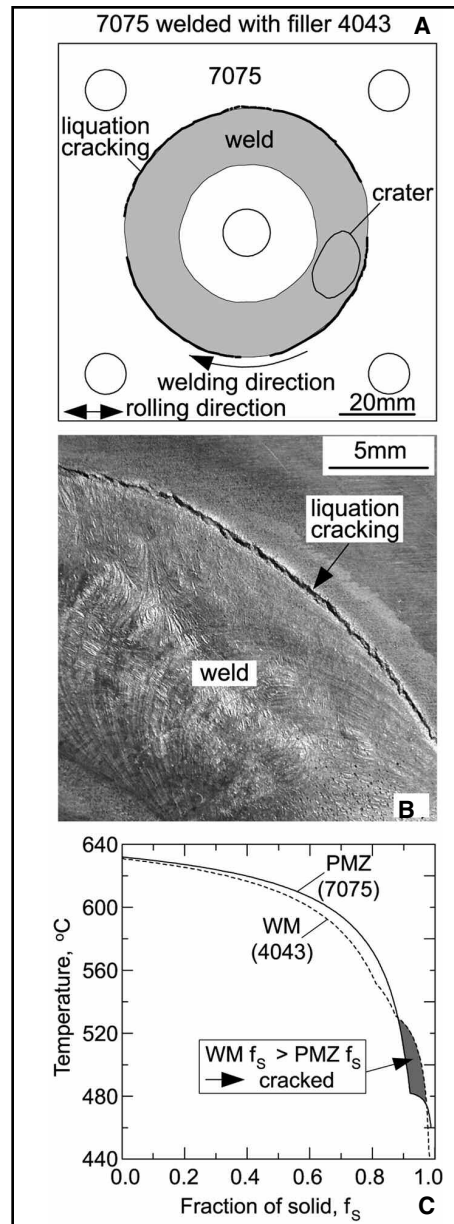 7075 welded with filler 4043
A
7075
liquation
cracking
weld
crater
welding direction
rolling direction
20mm
5mm
liquation
cracking
weld
B
640
600
560
520
480
440
Temperature, °C
PMZ
(7075)
WM
(4043)
WM fS > PMZ fS
cracked
0.0 0.2 0.4 0.6 0.8 1.0
Fraction of solid, fS
C